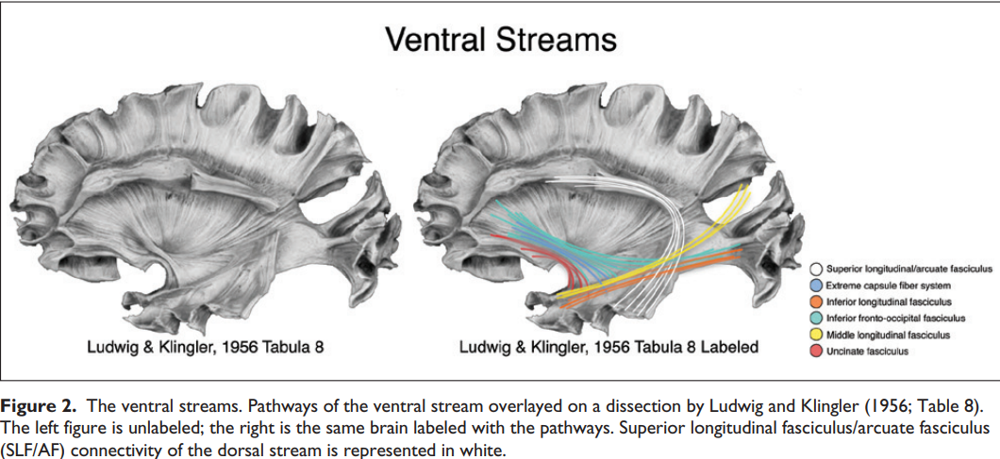 Ventral Streams
Ludwig & Klingler, 1956 Tabula 8
Ludwig & Klingler, 1956 Tabula 8 Labeled
Superior longitudinal/arcuate fasciculus
Extreme capsule fiber system
Inferior longitudinal fasciculus
Inferior fronto-occipital fasciculus
Middle longitudinal fasciculus
Uncinate fasciculus
Figure 2. The ventral streams. Pathways of the ventral stream overlayed on a dissection by Ludwig and Klingler (1956; Table 8).
The left figure is unlabeled; the right is the same brain labeled with the pathways. Superior longitudinal fasciculus/arcuate fasciculus
(SLF/AF) connectivity of the dorsal stream is represented in white.